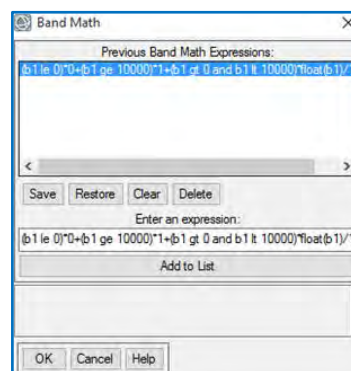 Band Math
Previous Band Math Expressions:
(b1 le 0)*0+(b1 ge 10000)*1+(b1 gt 0 and b1 lt 10000)*float(b1)/1
Save Restore Clear Delete
Enter an expression:
(b1 le 0)*0+(b1 ge 10000)*1+(b1 gt 0 and b1 lt 10000)*float(b1)/1
Add to List
OK Cancel Help